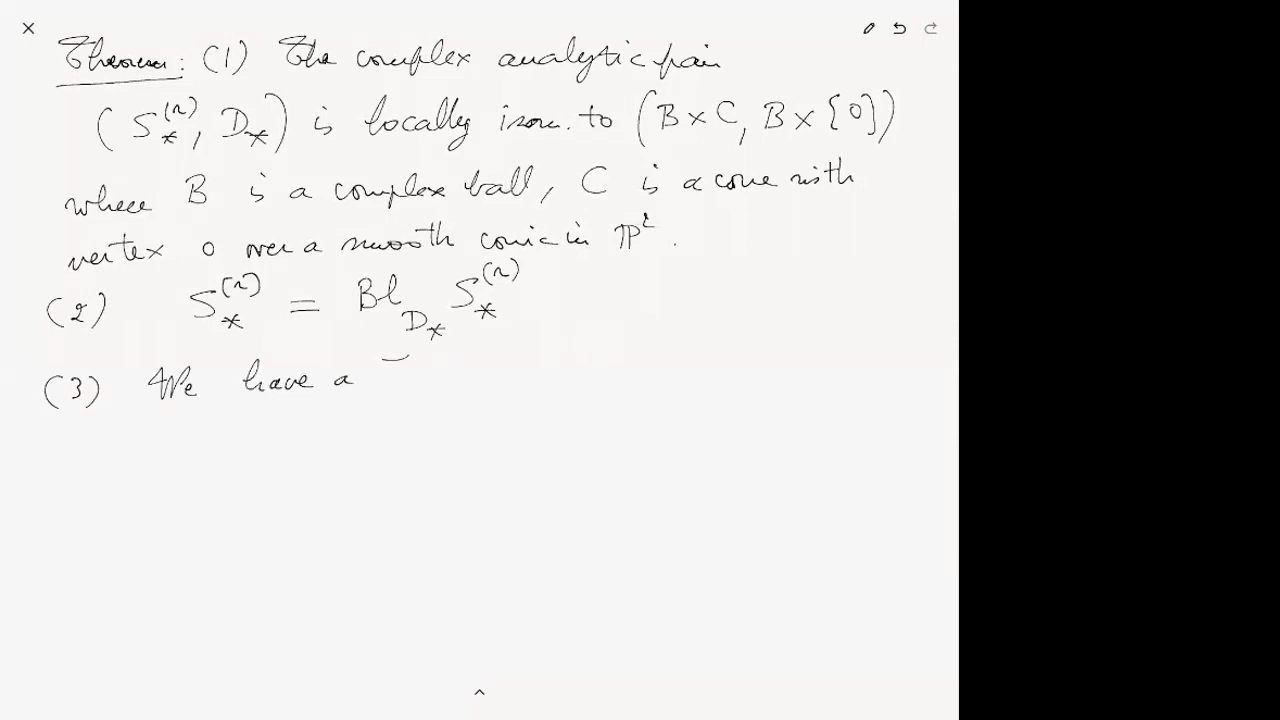 Theorem: (1) The complex analytic pair
(S_*^{(n)}, D_*) is locally isom. to (B × C, B × {0})
where B is a complex ball, C is a cone with
vertex 0 over a smooth conic in ℙ^2.
(2) S_*^{(n)} = Bl_{D_*} S_*^{(n)}
(3) We have a